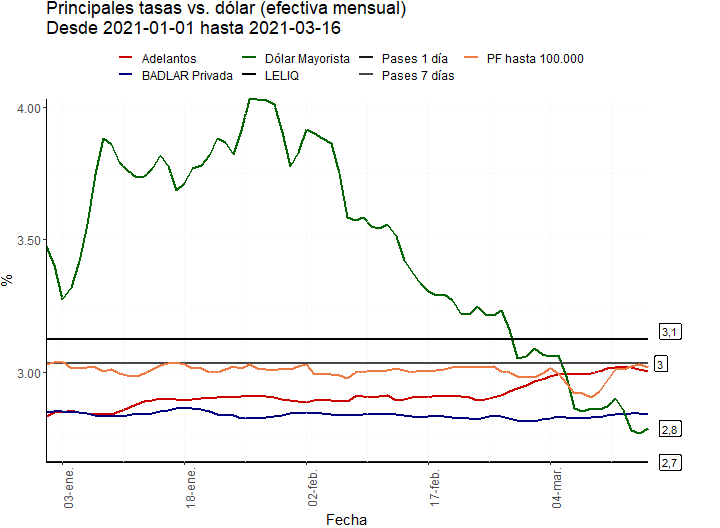 Principales tasas vs. dólar (efectiva mensual)
Desde 2021-01-01 hasta 2021-03-16
Adelantos Dólar Mayorista Pases 1 día PF hasta 100.000
BADLAR Privada LELIQ Pases 7 días
4.00
3.50
3.00
%
3,1
3
2,8
2,7
03-ene.
18-ene.
02-feb.
17-feb.
04-mar.
Fecha